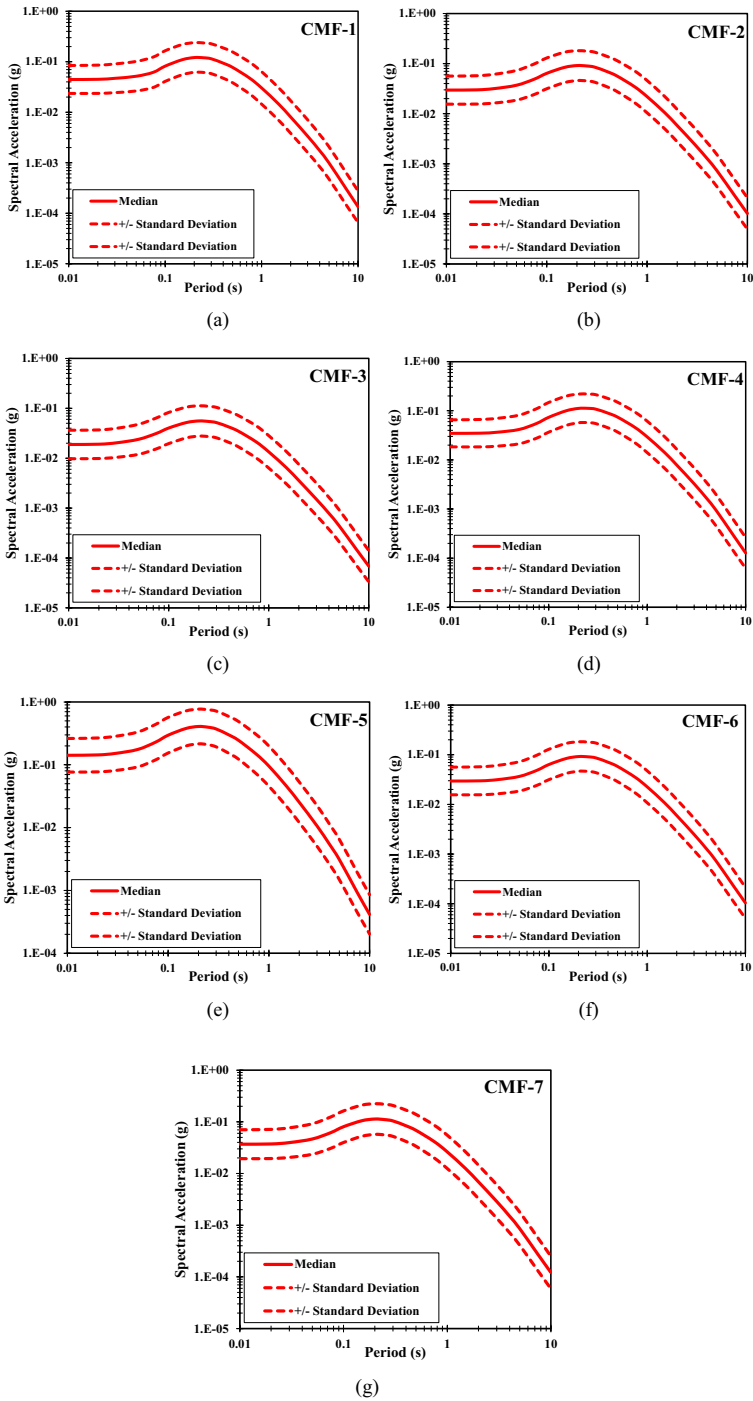 CMF-1
Spectral Acceleration (g)
1.E+00
1.E-01
1.E-02
1.E-03
1.E-04
1.E-05
Median
+/- Standard Deviation
+/- Standard Deviation
0.01 0.1 1 10
Period (s)
(a)
CMF-2
Spectral Acceleration (g)
1.E+00
1.E-01
1.E-02
1.E-03
1.E-04
1.E-05
Median
+/- Standard Deviation
+/- Standard Deviation
0.01 0.1 1 10
Period (s)
(b)
CMF-3
Spectral Acceleration (g)
1.E+00
1.E-01
1.E-02
1.E-03
1.E-04
1.E-05
Median
+/- Standard Deviation
+/- Standard Deviation
0.01 0.1 1 10
Period (s)
(c)
CMF-4
Spectral Acceleration (g)
1.E+00
1.E-01
1.E-02
1.E-03
1.E-04
1.E-05
Median
+/- Standard Deviation
+/- Standard Deviation
0.01 0.1 1 10
Period (s)
(d)
CMF-5
Spectral Acceleration (g)
1.E+00
1.E-01
1.E-02
1.E-03
1.E-04
Median
+/- Standard Deviation
+/- Standard Deviation
0.01 0.1 1 10
Period (s)
(e)
CMF-6
Spectral Acceleration (g)
1.E+00
1.E-01
1.E-02
1.E-03
1.E-04
1.E-05
Median
+/- Standard Deviation
+/- Standard Deviation
0.01 0.1 1 10
Period (s)
(f)
CMF-7
Spectral Acceleration (g)
1.E+00
1.E-01
1.E-02
1.E-03
1.E-04
1.E-05
Median
+/- Standard Deviation
+/- Standard Deviation
0.01 0.1 1 10
Period (s)
(g)